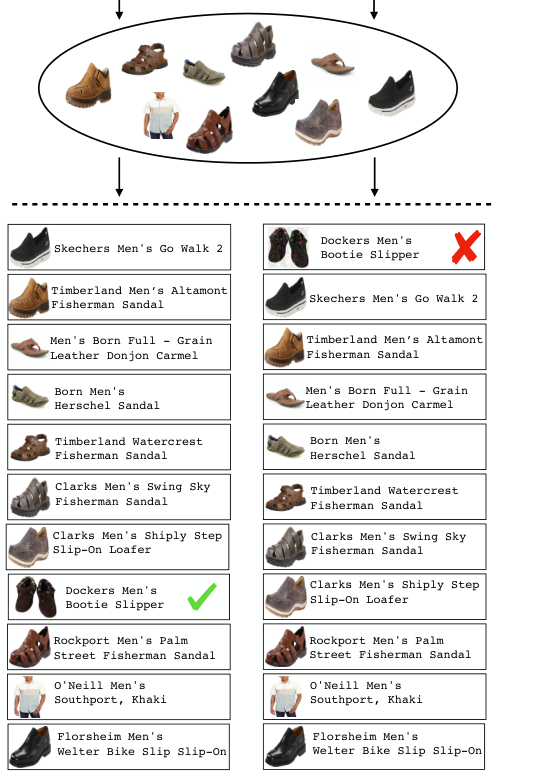 Skechers Men's Go Walk 2
Timberland Men's Altamont
Fisherman Sandal
Men's Born Full - Grain
Leather Donjon Carmel
Born Men's
Herschel Sandal
Timberland Watercrest
Fisherman Sandal
Clarks Men's Swing Sky
Fisherman Sandal
Clarks Men's Shiply Step
Slip-On Loafer
Dockers Men's
Bootie Slipper
Rockport Men's Palm
Street Fisherman Sandal
O'Neill Men's
Southport, Khaki
Florsheim Men's
Welter Bike Slip Slip-On
Dockers Men's
Bootie Slipper
Skechers Men's Go Walk 2
Timberland Men's Altamont
Fisherman Sandal
Men's Born Full - Grain
Leather Donjon Carmel
Born Men's
Herschel Sandal
Timberland Watercrest
Fisherman Sandal
Clarks Men's Swing Sky
Fisherman Sandal
Clarks Men's Shiply Step
Slip-On Loafer
Rockport Men's Palm
Street Fisherman Sandal
O'Neill Men's
Southport, Khaki
Florsheim Men's
Welter Bike Slip Slip-On